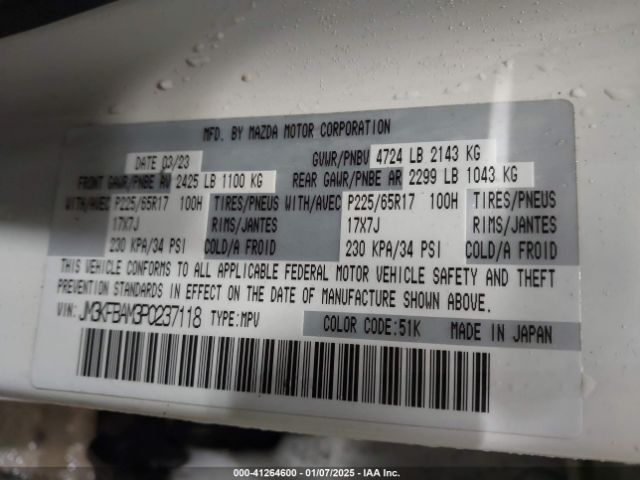 MFD. BY MAZDA MOTOR CORPORATION
DATE 03/23 GVWR/PNBV 4724 LB 2143 KG
FRONT GAWR/PNBE AV 2425 LB 1100 KG REAR GAWR/PNBE AR 2299 LB 1043 KG
WITH/AVEC P225/65R17 100H TIRES/PNEUS WITH/AVEC P225/65R17 100H TIRES/PNEUS
17X7J RIMS/JANTES 17X7J RIMS/JANTES
230 KPA/34 PSI COLD/A FROID 230 KPA/34 PSI COLD/A FROID
THIS VEHICLE CONFORMS TO ALL APPLICABLE FEDERAL MOTOR VEHICLE SAFETY AND THEFT
PREVENTION STANDARDS IN EFFECT ON THE DATE OF MANUFACTURE SHOWN ABOVE.
VIN: JM3KFBAM3P0237118 TYPE:MPV COLOR CODE:51K MADE IN JAPAN
000-41264600 — 01/07/2025 — IAA Inc.